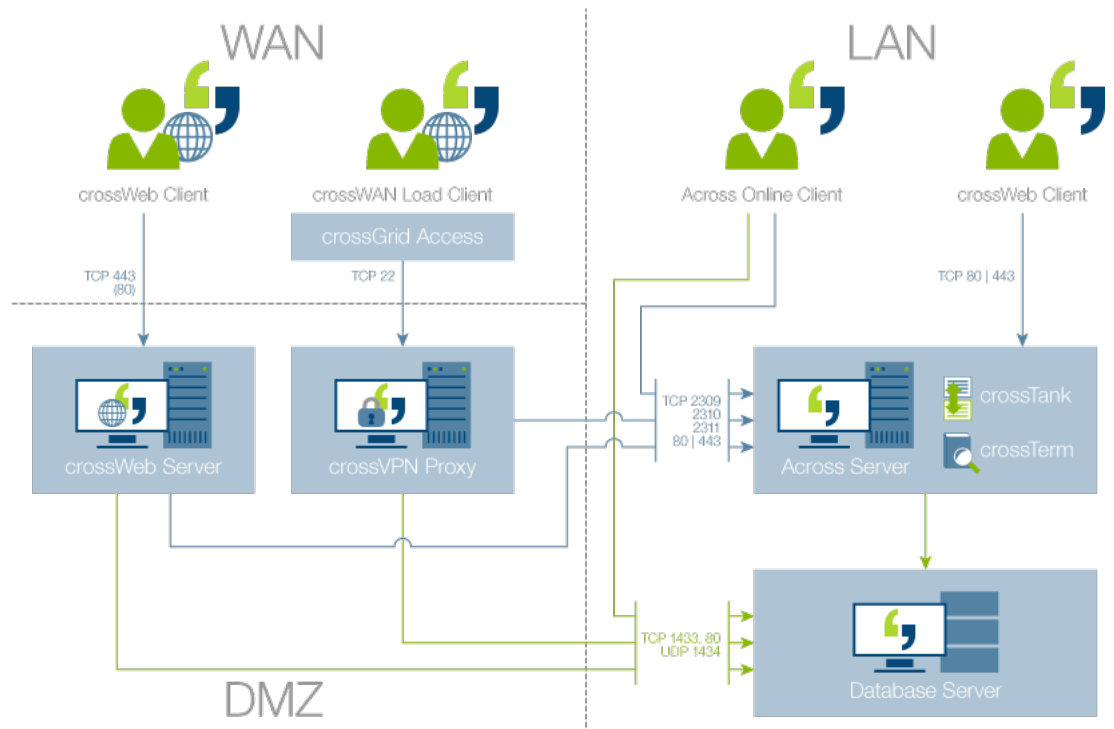 WAN
LAN
crossWeb Client
crossWAN Load Client
Across Online Client
crossWeb Client
crossGrid Access
TCP 443
(80)
TCP 22
TCP 80 | 443
crossWeb Server
crossVPN Proxy
TCP 2309
2310
2311
80 | 443
Across Server
crossTank
crossTerm
TCP 1433, 80
UDP 1434
Database Server
DMZ